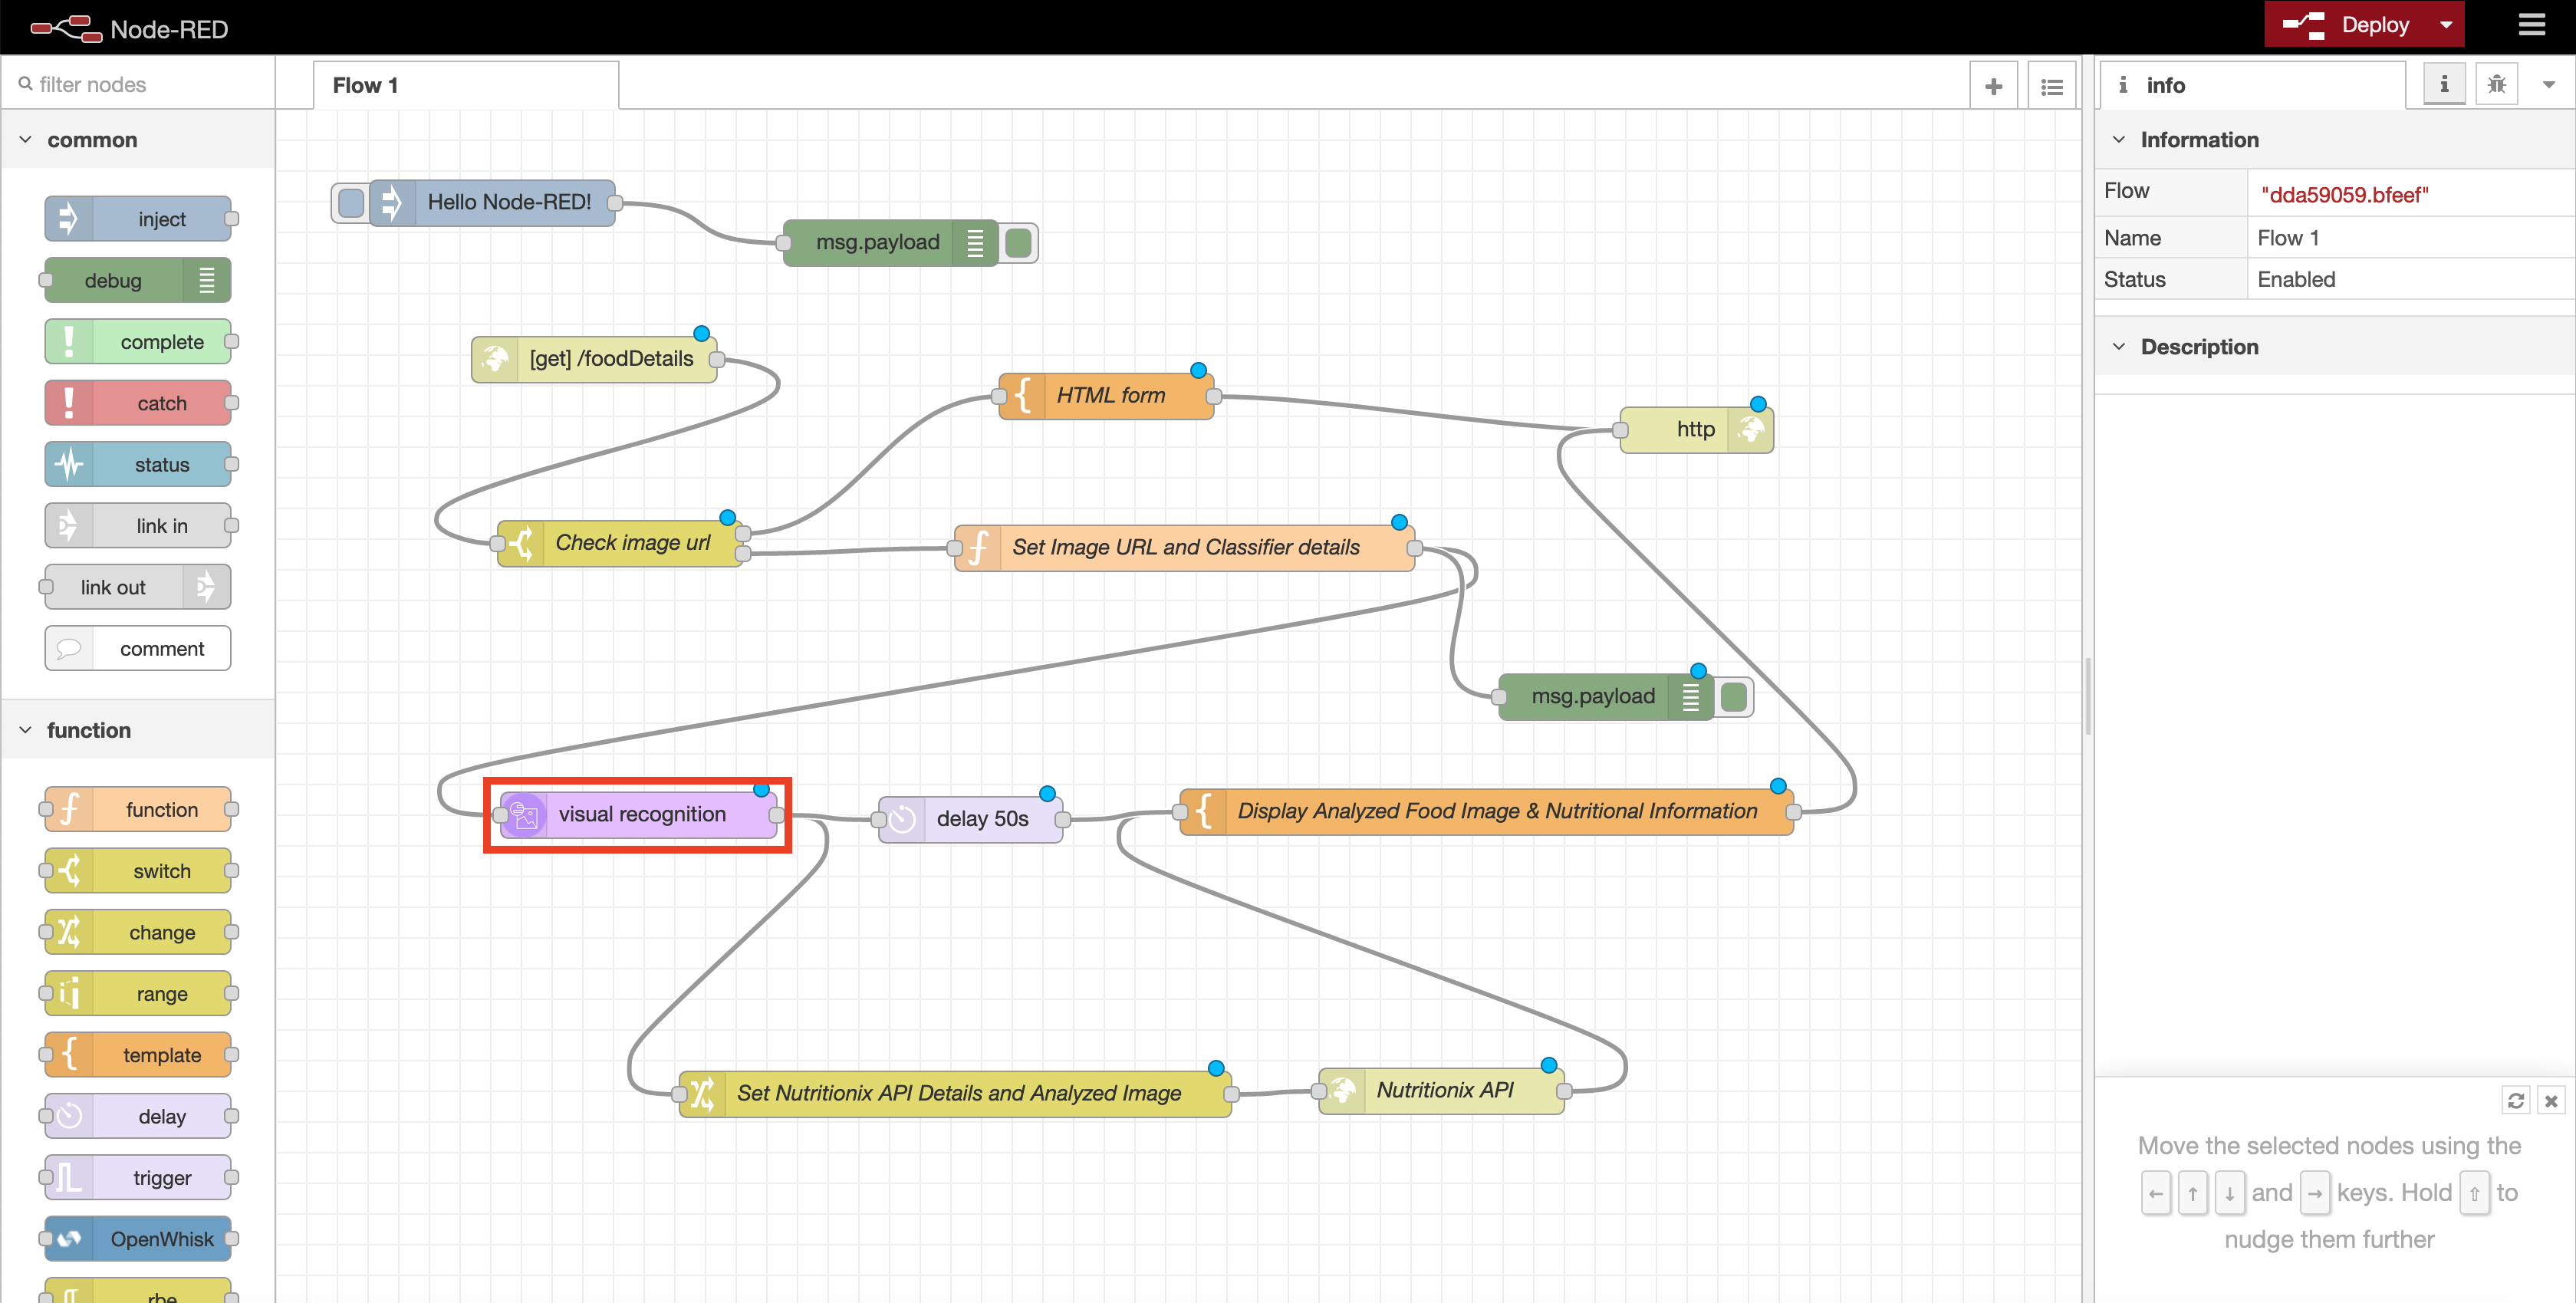 Node-RED
Deploy
filter nodes
Flow 1
info
common
inject
debug
complete
catch
status
link in
link out
comment
function
function
switch
change
range
template
delay
trigger
OpenWhisk
rbe
Hello Node-RED!
msg.payload
[get] /foodDetails
HTML form
http
Check image url
Set Image URL and Classifier details
msg.payload
visual recognition
delay 50s
Display Analyzed Food Image & Nutritional Information
Set Nutritionix API Details and Analyzed Image
Nutritionix API
Information
Flow "dda59059.bfeef"
Name Flow 1
Status Enabled
Description
Move the selected nodes using the
← ↑ ↓ and → keys. Hold ⇧ to
nudge them further